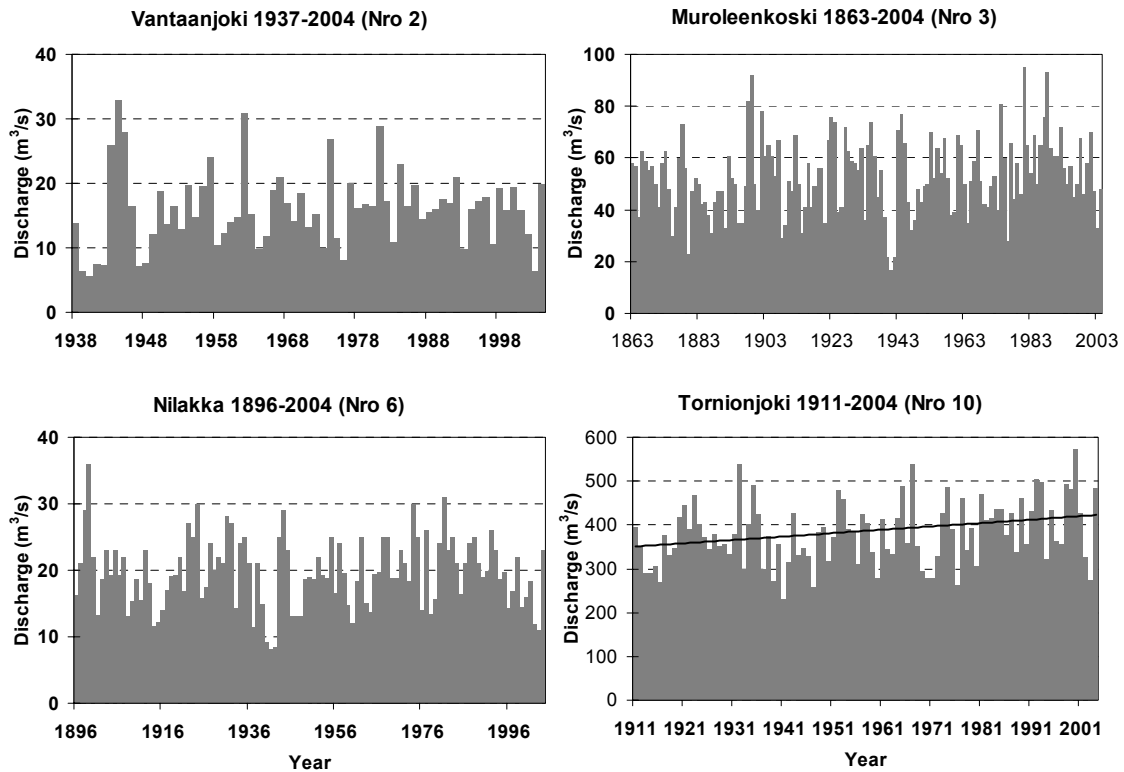 Vantaanjoki 1937-2004 (Nro 2)
Discharge (m³/s)
40
30
20
10
0
1938 1948 1958 1968 1978 1988 1998
Muroleenkoski 1863-2004 (Nro 3)
Discharge (m³/s)
100
80
60
40
20
0
1863 1883 1903 1923 1943 1963 1983 2003
Nilakka 1896-2004 (Nro 6)
Discharge (m³/s)
40
30
20
10
0
1896 1916 1936 1956 1976 1996
Year
Tornionjoki 1911-2004 (Nro 10)
Discharge (m³/s)
600
500
400
300
200
100
0
1911 1921 1931 1941 1951 1961 1971 1981 1991 2001
Year